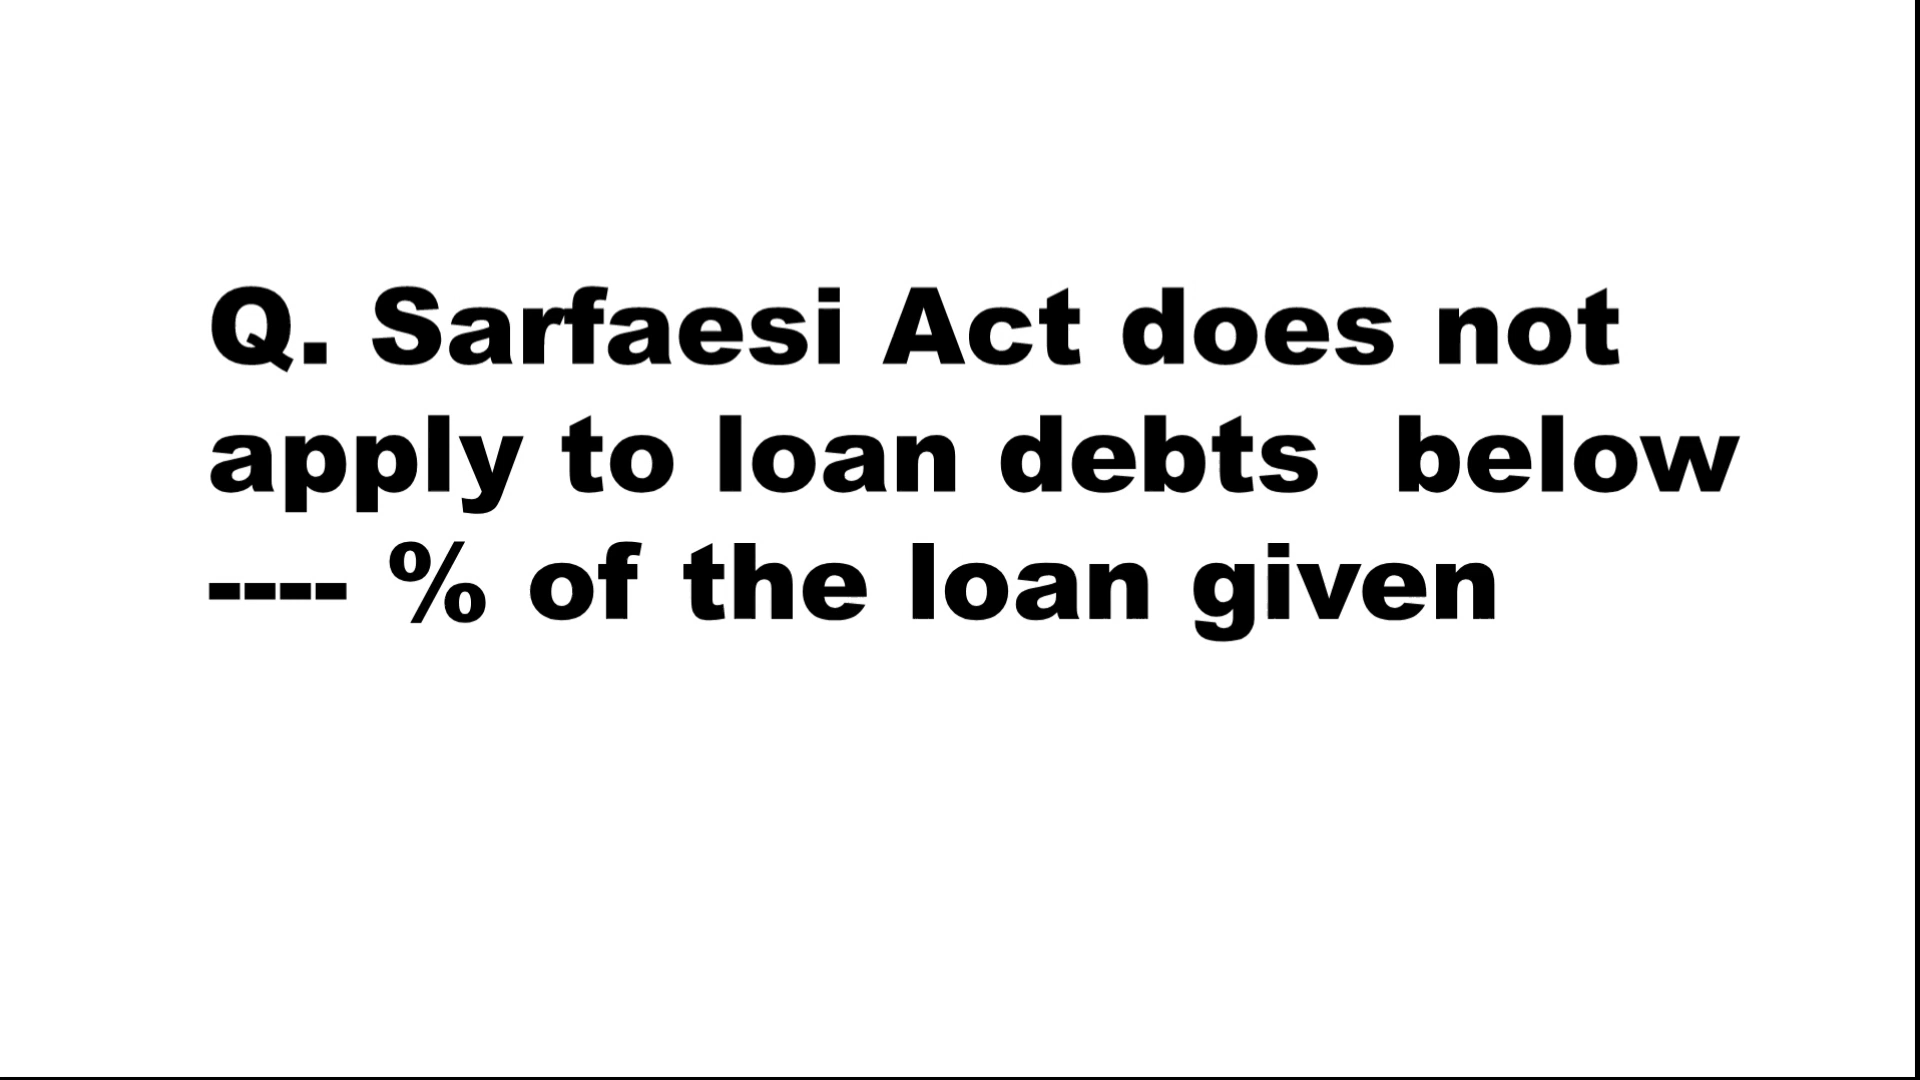 Q. Sarfaesi Act does not
apply to loan debts  below
---- % of the loan given